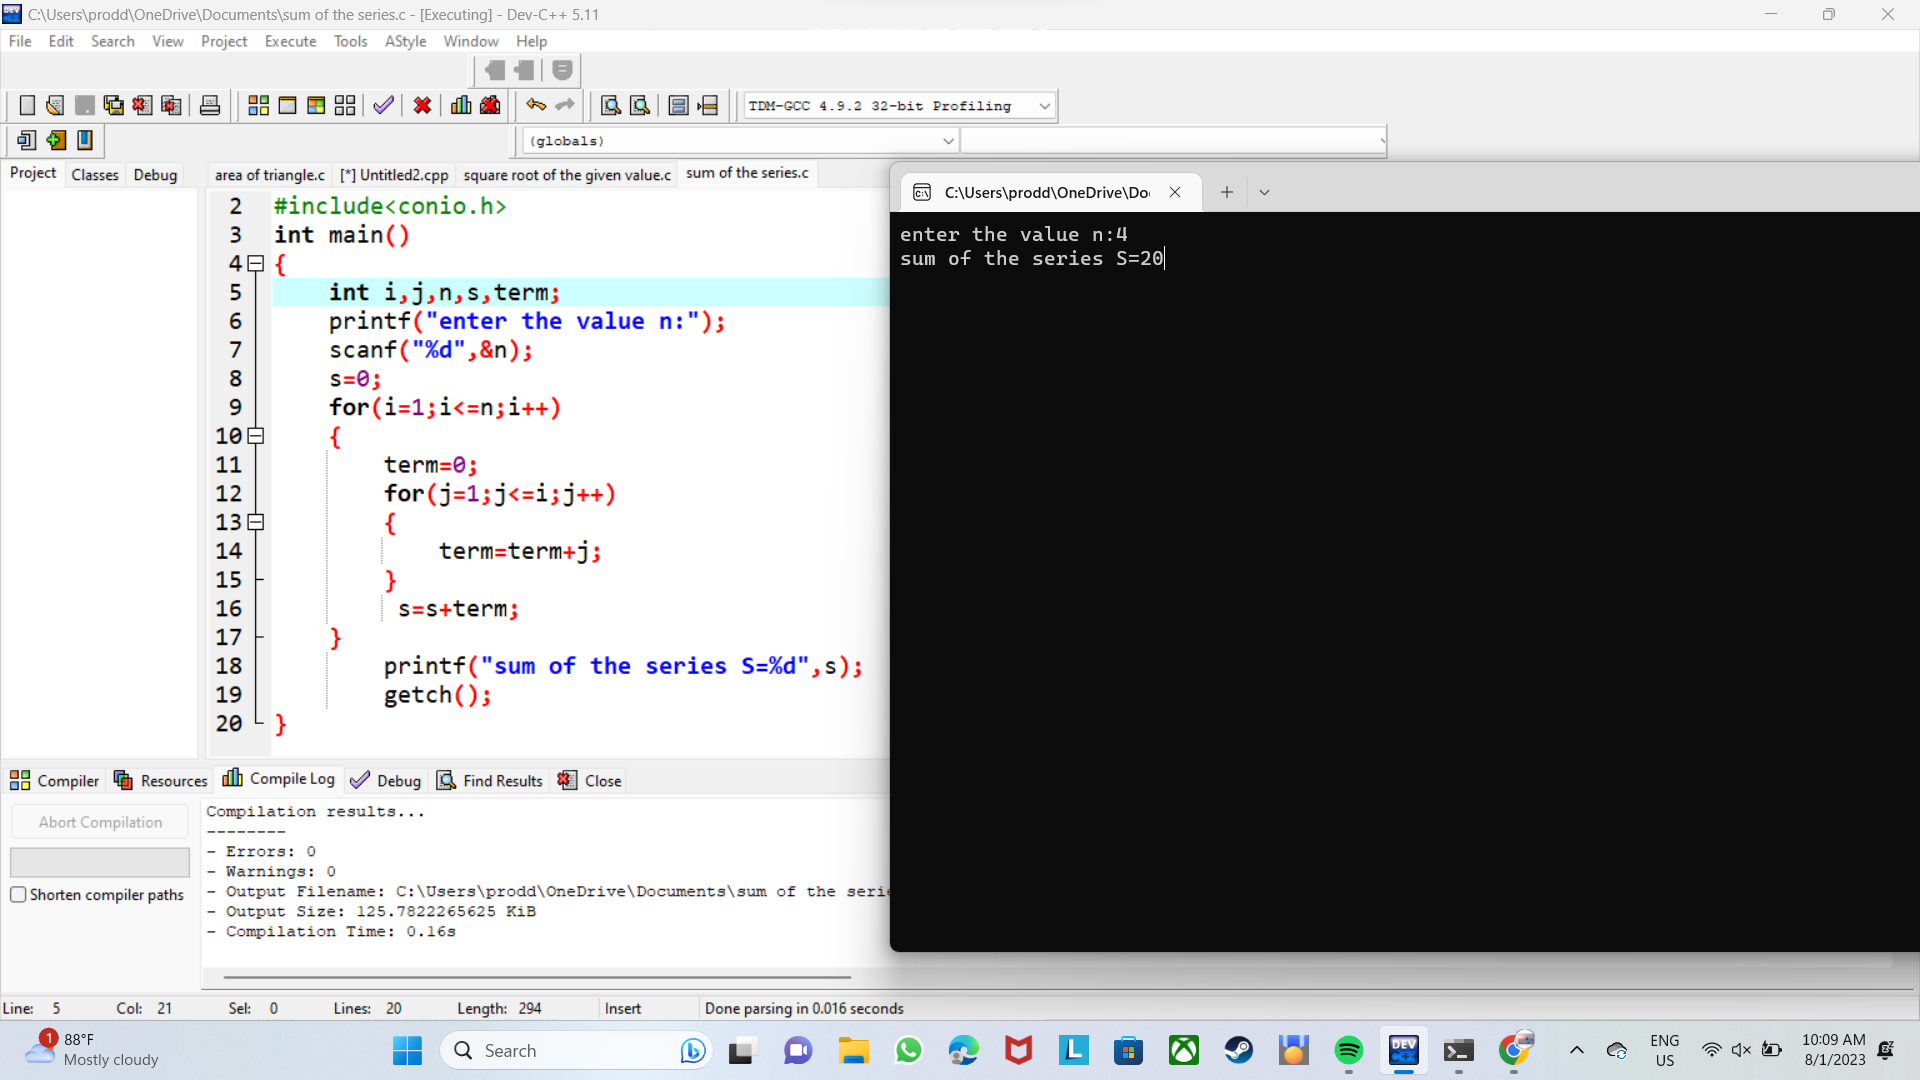 C:\Users\prodd\OneDrive\Documents\sum of the series.c - [Executing] - Dev-C++ 5.11
File Edit Search View Project Execute Tools AStyle Window Help
TDM-GCC 4.9.2 32-bit Profiling
(globals)
Project Classes Debug
area of triangle.c [*] Untitled2.cpp square root of the given value.c sum of the series.c
2 #include<conio.h>
3 int main()
4 {
5 int i,j,n,s,term;
6 printf("enter the value n:");
7 scanf("%d",&n);
8 s=0;
9 for(i=1;i<=n;i++)
10 {
11 term=0;
12 for(j=1;j<=i;j++)
13 {
14 term=term+j;
15 }
16 s=s+term;
17 }
18 printf("sum of the series S=%d",s);
19 getch();
20 }
C:\Users\prodd\OneDrive\Do
enter the value n:4
sum of the series S=20
Compiler Resources Compile Log Debug Find Results Close
Abort Compilation
Shorten compiler paths
Compilation results...
--------
- Errors: 0
- Warnings: 0
- Output Filename: C:\Users\prodd\OneDrive\Documents\sum of the serie
- Output Size: 125.7822265625 KiB
- Compilation Time: 0.16s
Line: 5 Col: 21 Sel: 0 Lines: 20 Length: 294 Insert Done parsing in 0.016 seconds
1
88°F
Mostly cloudy
Search
DEV
C++
ENG
US
10:09 AM
8/1/2023